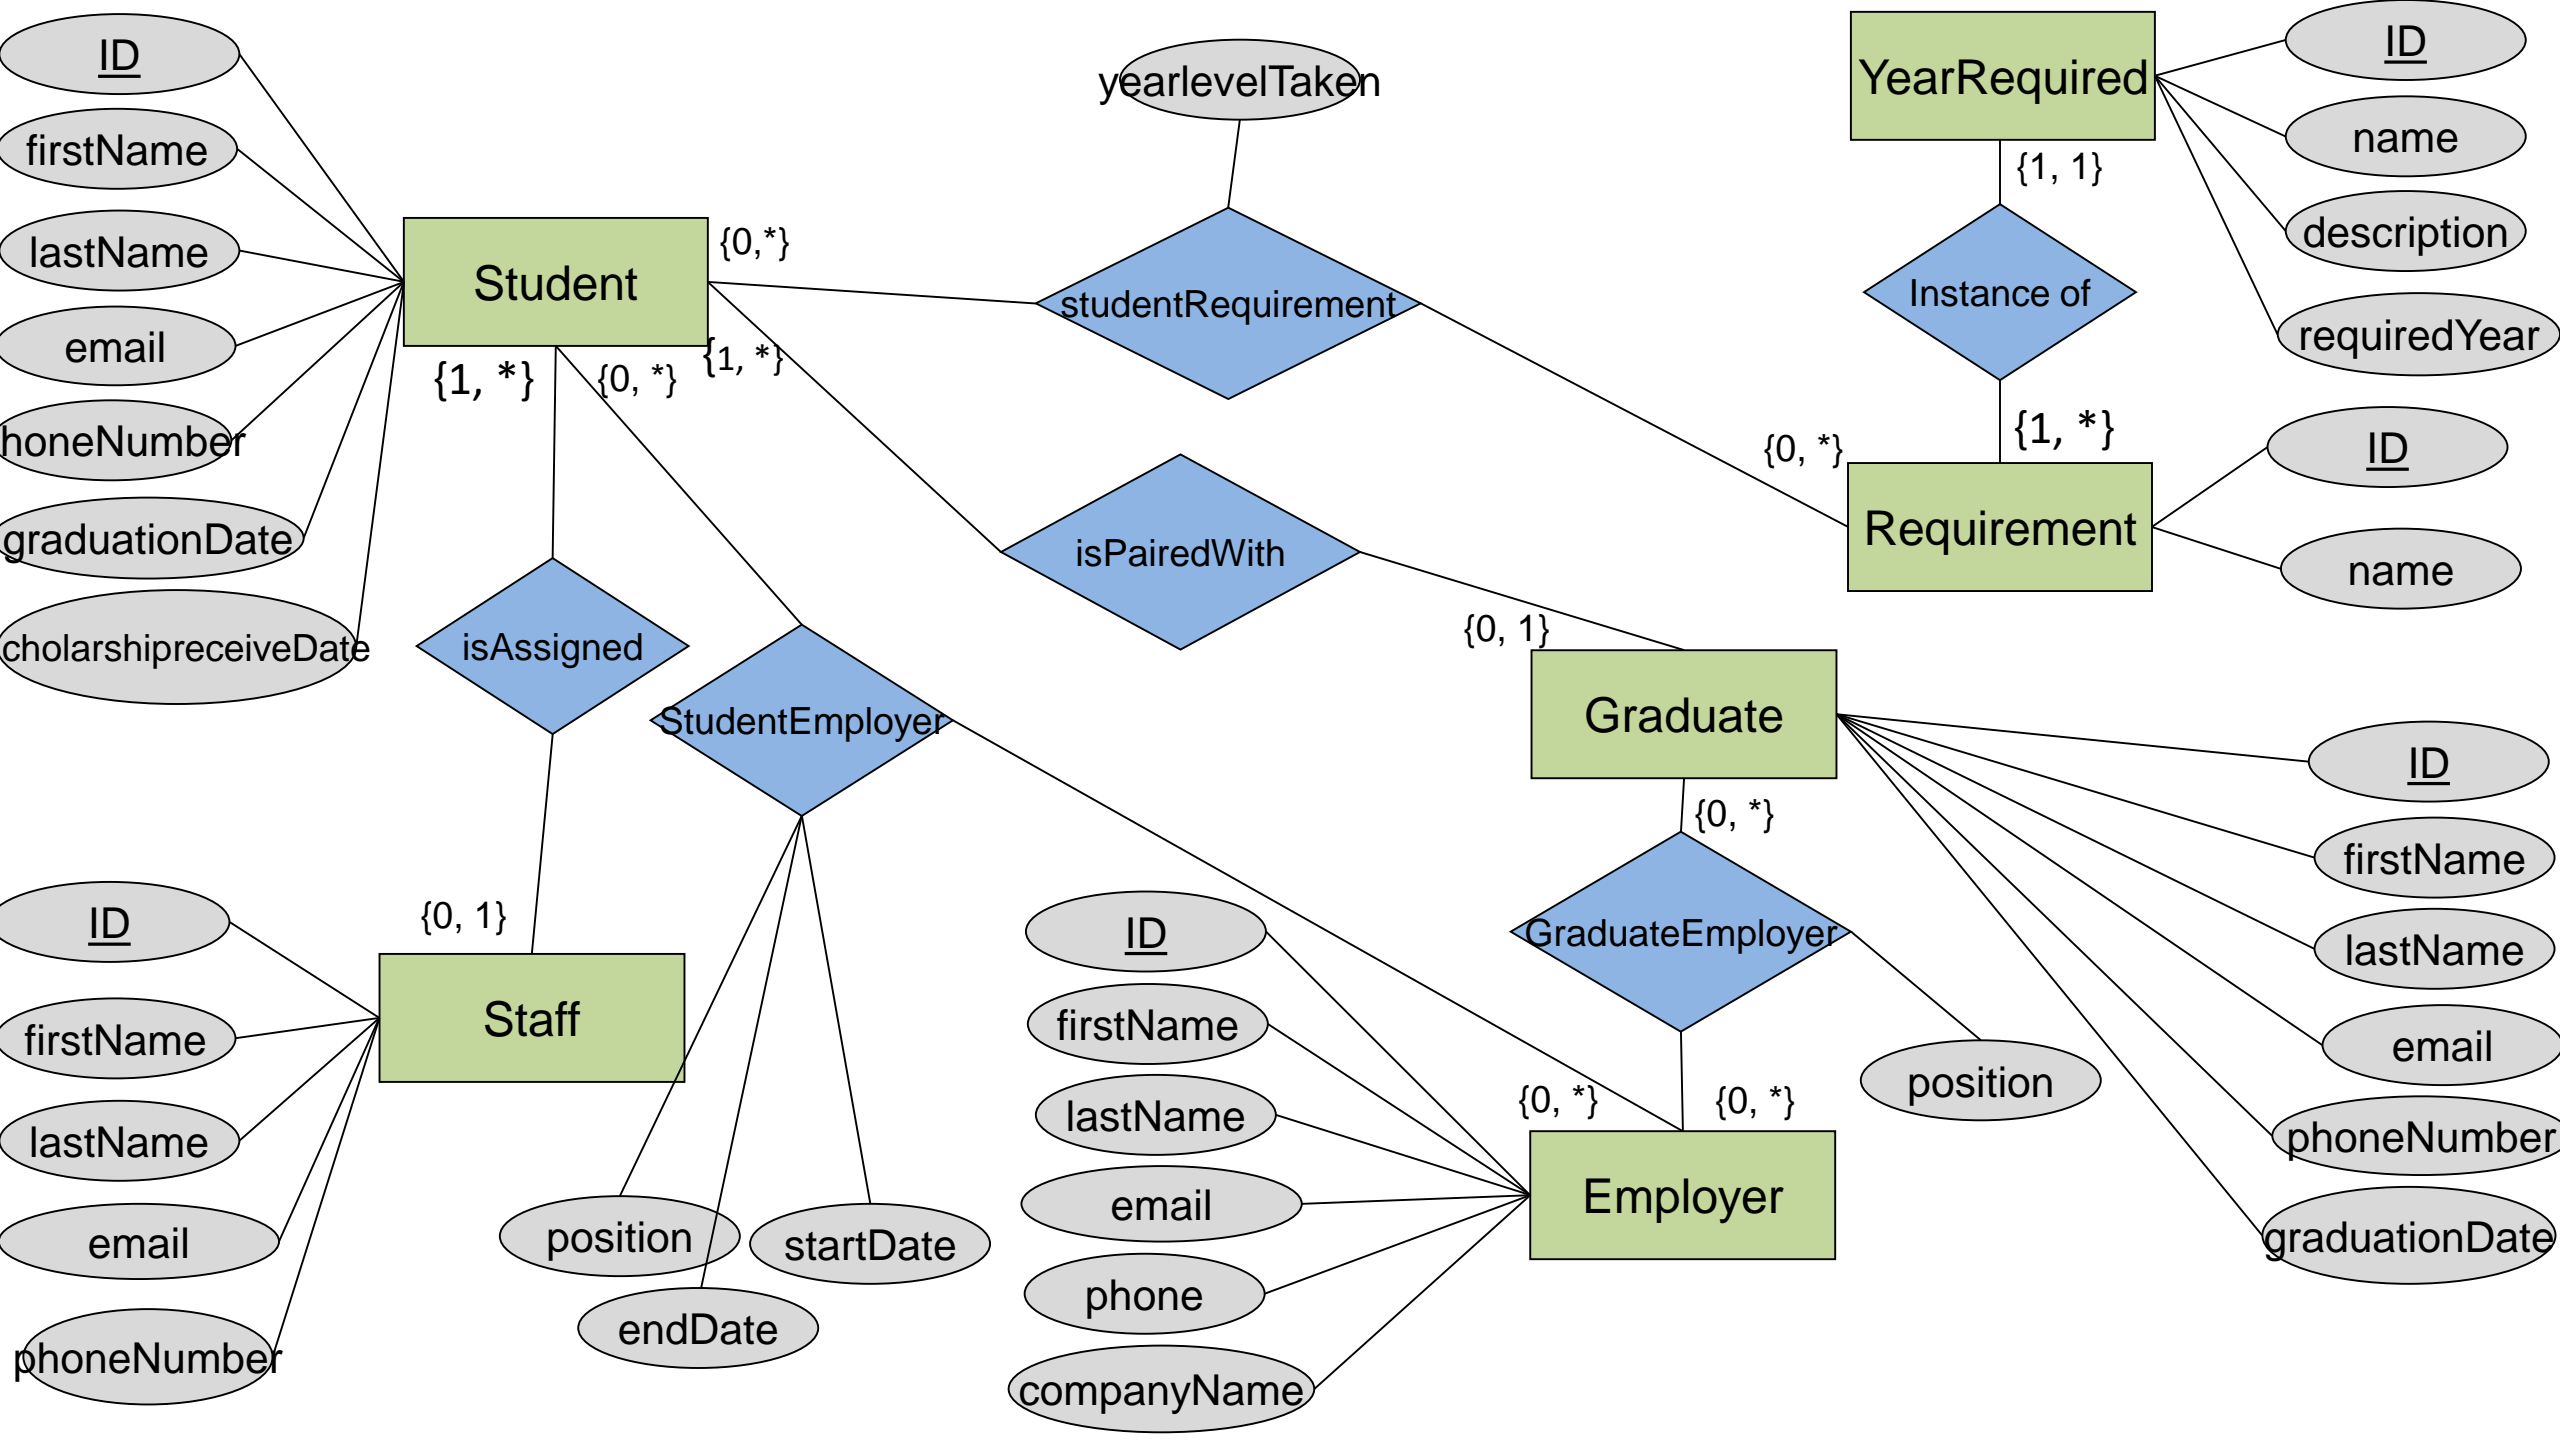 ID
firstName
lastName
email
honeNumber
graduationDate
cholarshipreceiveDate
Student
{0,*}
{1, *}
{1, *}
{0, *}
yearlevelTaken
studentRequirement
isPairedWith
isAssigned
StudentEmployer
YearRequired
{1, 1}
Instance of
{1, *}
{0, *}
Requirement
ID
name
description
requiredYear
ID
name
{0, 1}
Graduate
{0, *}
GraduateEmployer
position
{0, *}
{0, *}
Employer
ID
firstName
lastName
email
phoneNumber
graduationDate
{0, 1}
Staff
ID
firstName
lastName
email
phoneNumber
position
startDate
endDate
ID
firstName
lastName
email
phone
companyName